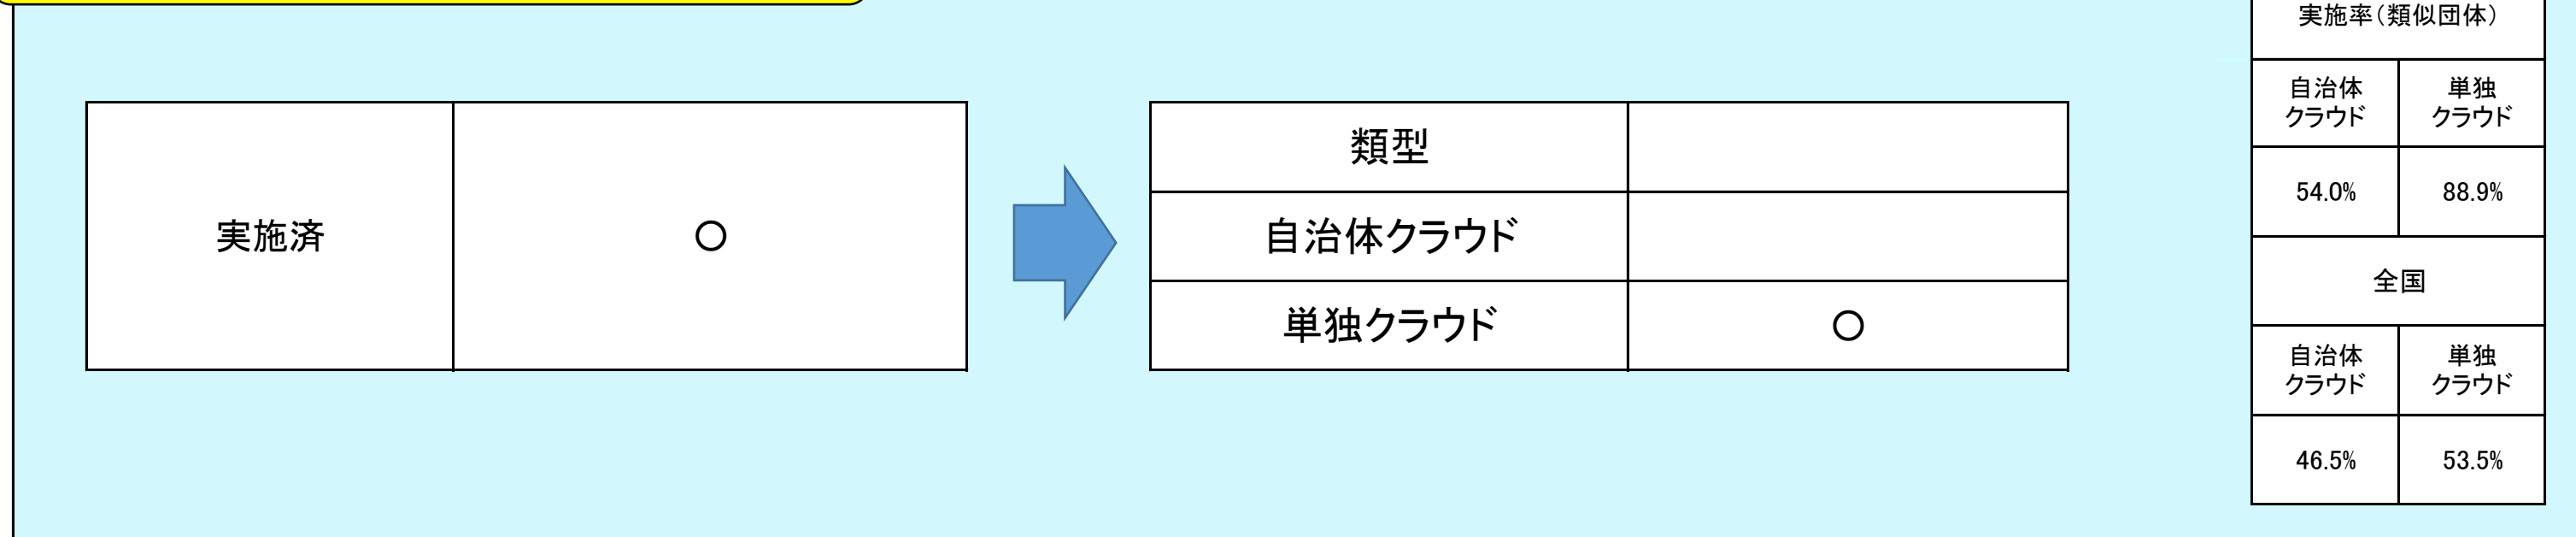 実施済
○
類型
自治体クラウド
単独クラウド
○
実施率(類似団体)
自治体
クラウド
単独
クラウド
54.0%
88.9%
全国
自治体
クラウド
単独
クラウド
46.5%
53.5%